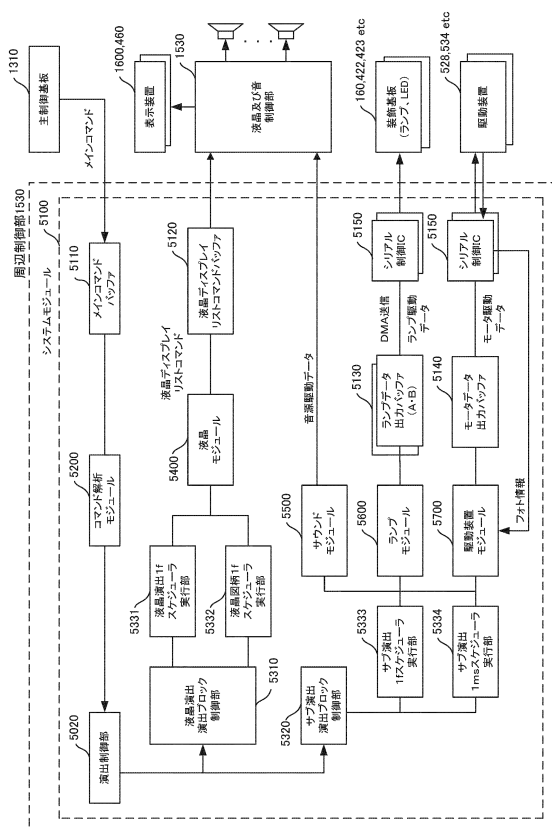 1310
主制御基板
メインコマンド
1600,460
表示装置
1530
液晶及び音
制御部
160,422,423 etc
装飾基板
(ランプ、LED)
528,534 etc
駆動装置
周辺制御部1530
5100
システムモジュール
5110
メインコマンド
バッファ
5120
液晶ディスプレイ
リストコマンドバッファ
液晶ディスプレイ
リストコマンド
音源駆動データ
5150
シリアル
制御IC
DMA送信
ランプ駆動
データ
5150
シリアル
制御IC
モータ駆動
データ
5130
ランプデータ
出力バッファ
(A・B)
5140
モータデータ
出力バッファ
フォト情報
5200
コマンド解析
モジュール
5400
液晶
モジュール
5500
サウンド
モジュール
5600
ランプ
モジュール
5700
駆動装置
モジュール
5331
液晶演出1f
スケジューラ
実行部
5332
液晶図柄1f
スケジューラ
実行部
5333
サブ演出
1fスケジューラ
実行部
5334
サブ演出
1msスケジューラ
実行部
5020
演出制御部
5310
液晶演出
演出ブロック
制御部
5320
サブ演出
演出ブロック
制御部